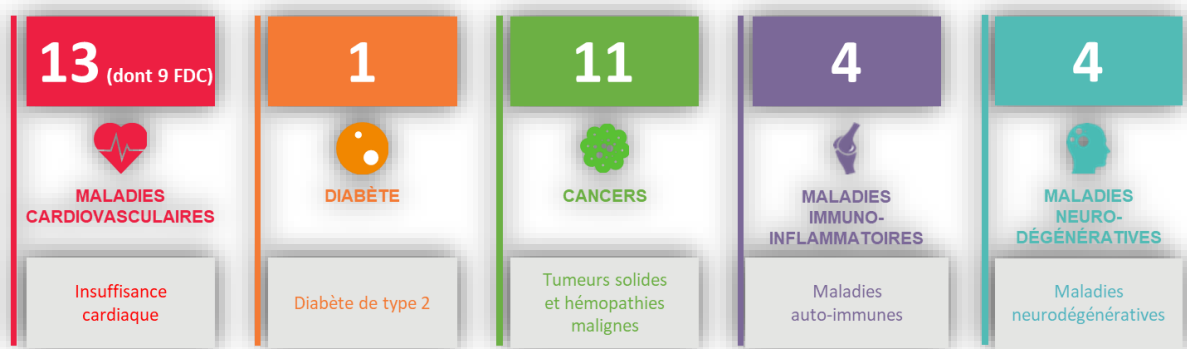 13 (dont 9 FDC)
MALADIES
CARDIOVASCULAIRES
Insuffisance
cardiaque
1
DIABÈTE
Diabète de type 2
11
CANCERS
Tumeurs solides
et hémopathies
malignes
4
MALADIES
IMMUNO-
INFLAMMATOIRES
Maladies
auto-immunes
4
MALADIES
NEURO-
DÉGÉNÉRATIVES
Maladies
neurodégénératives